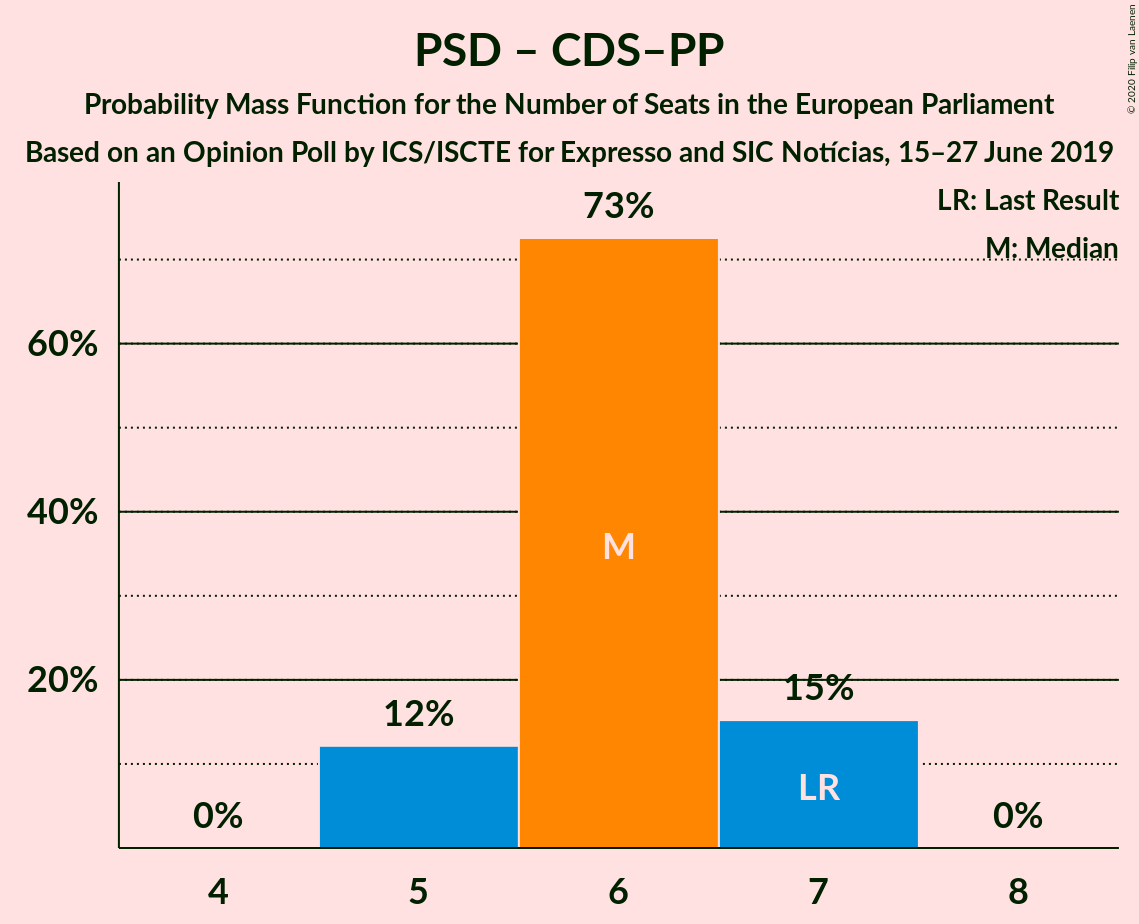 PSD – CDS–PP
Probability Mass Function for the Number of Seats in the European Parliament
Based on an Opinion Poll by ICS/ISCTE for Expresso and SIC Notícias, 15–27 June 2019
© 2020 Filip van Laenen
LR: Last Result
M: Median
73%
60%
40%
20%
M
15%
12%
LR
0%
0%
4
5
6
7
8